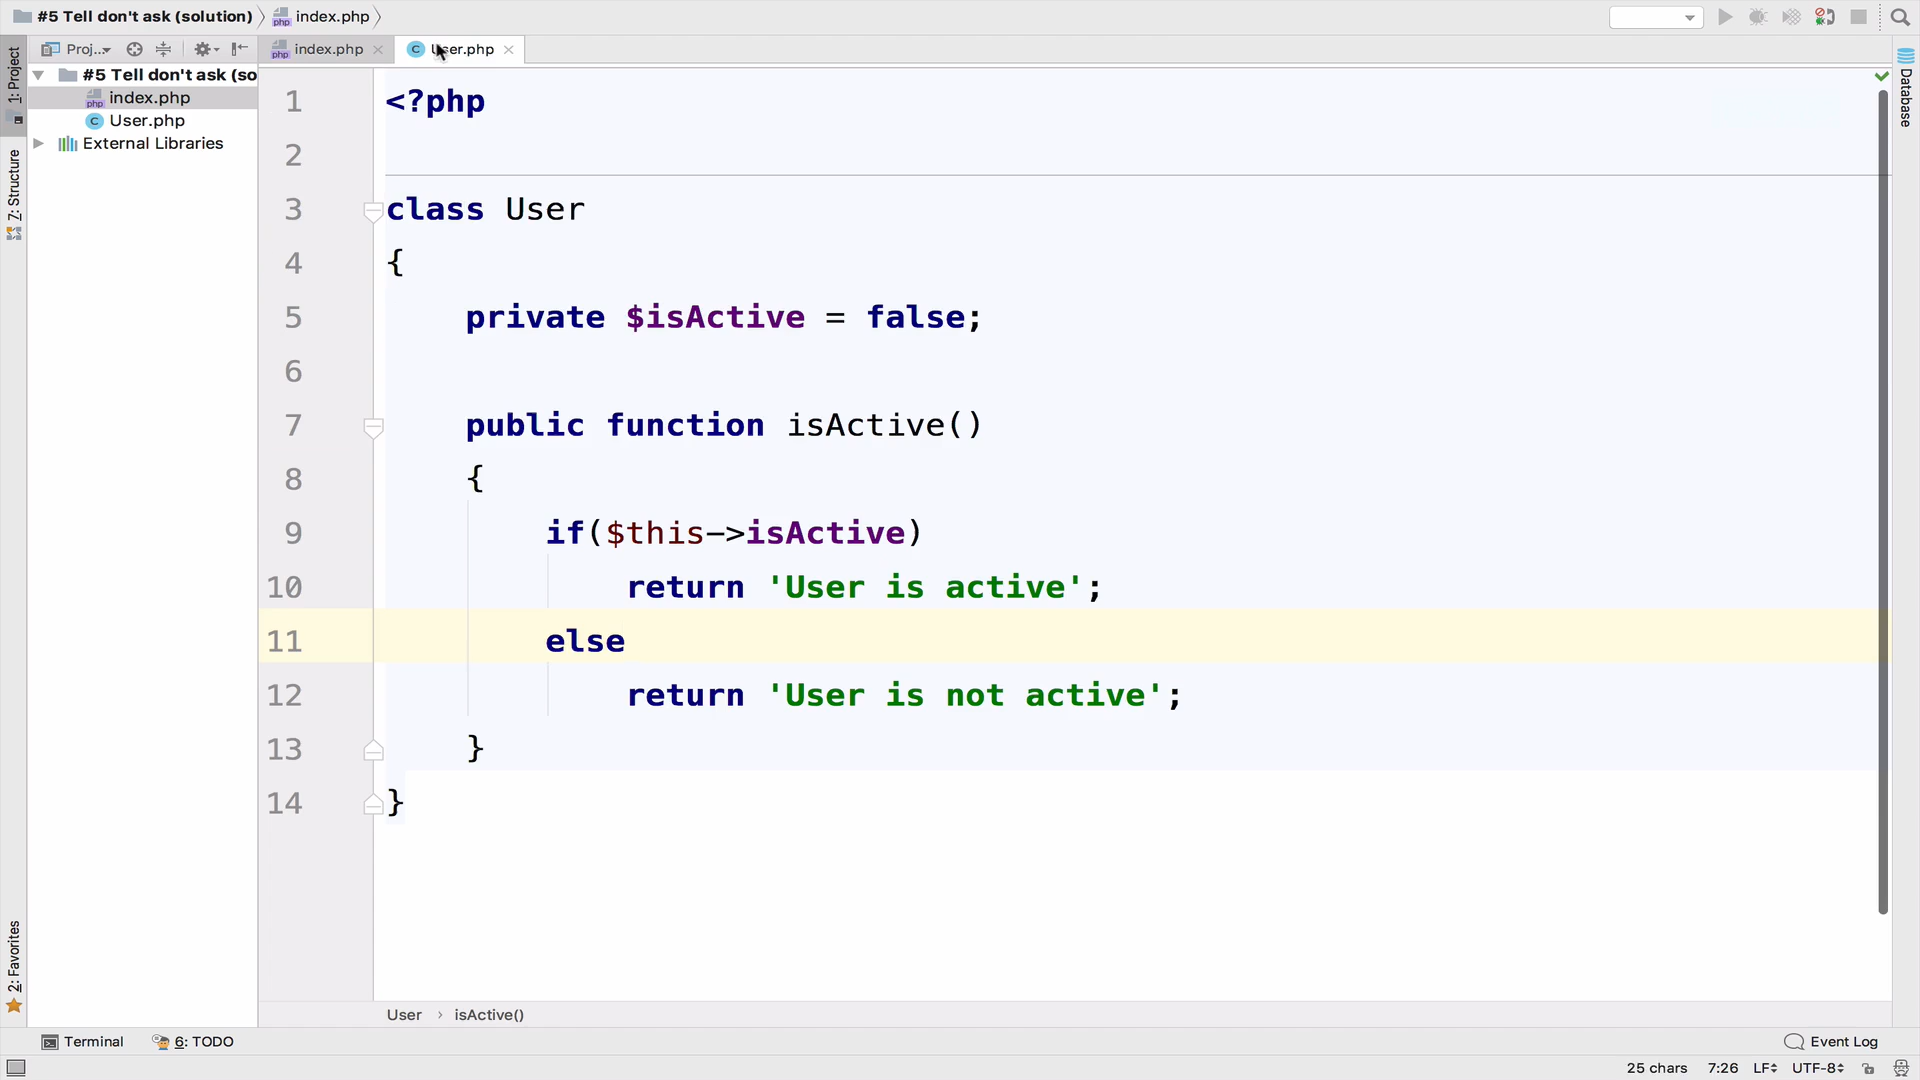 #5 Tell don't ask (solution)
index.php
1: Project
Proj...
index.php
User.php
#5 Tell don't ask (so
index.php
User.php
External Libraries
7: Structure
2: Favorites
Database
1 <?php
2
3 class User
4 {
5 private $isActive = false;
6
7 public function isActive()
8 {
9 if($this->isActive)
10 return 'User is active';
11 else
12 return 'User is not active';
13 }
14 }
User › isActive()
Terminal
6: TODO
Event Log
25 chars 7:26 LF UTF-8